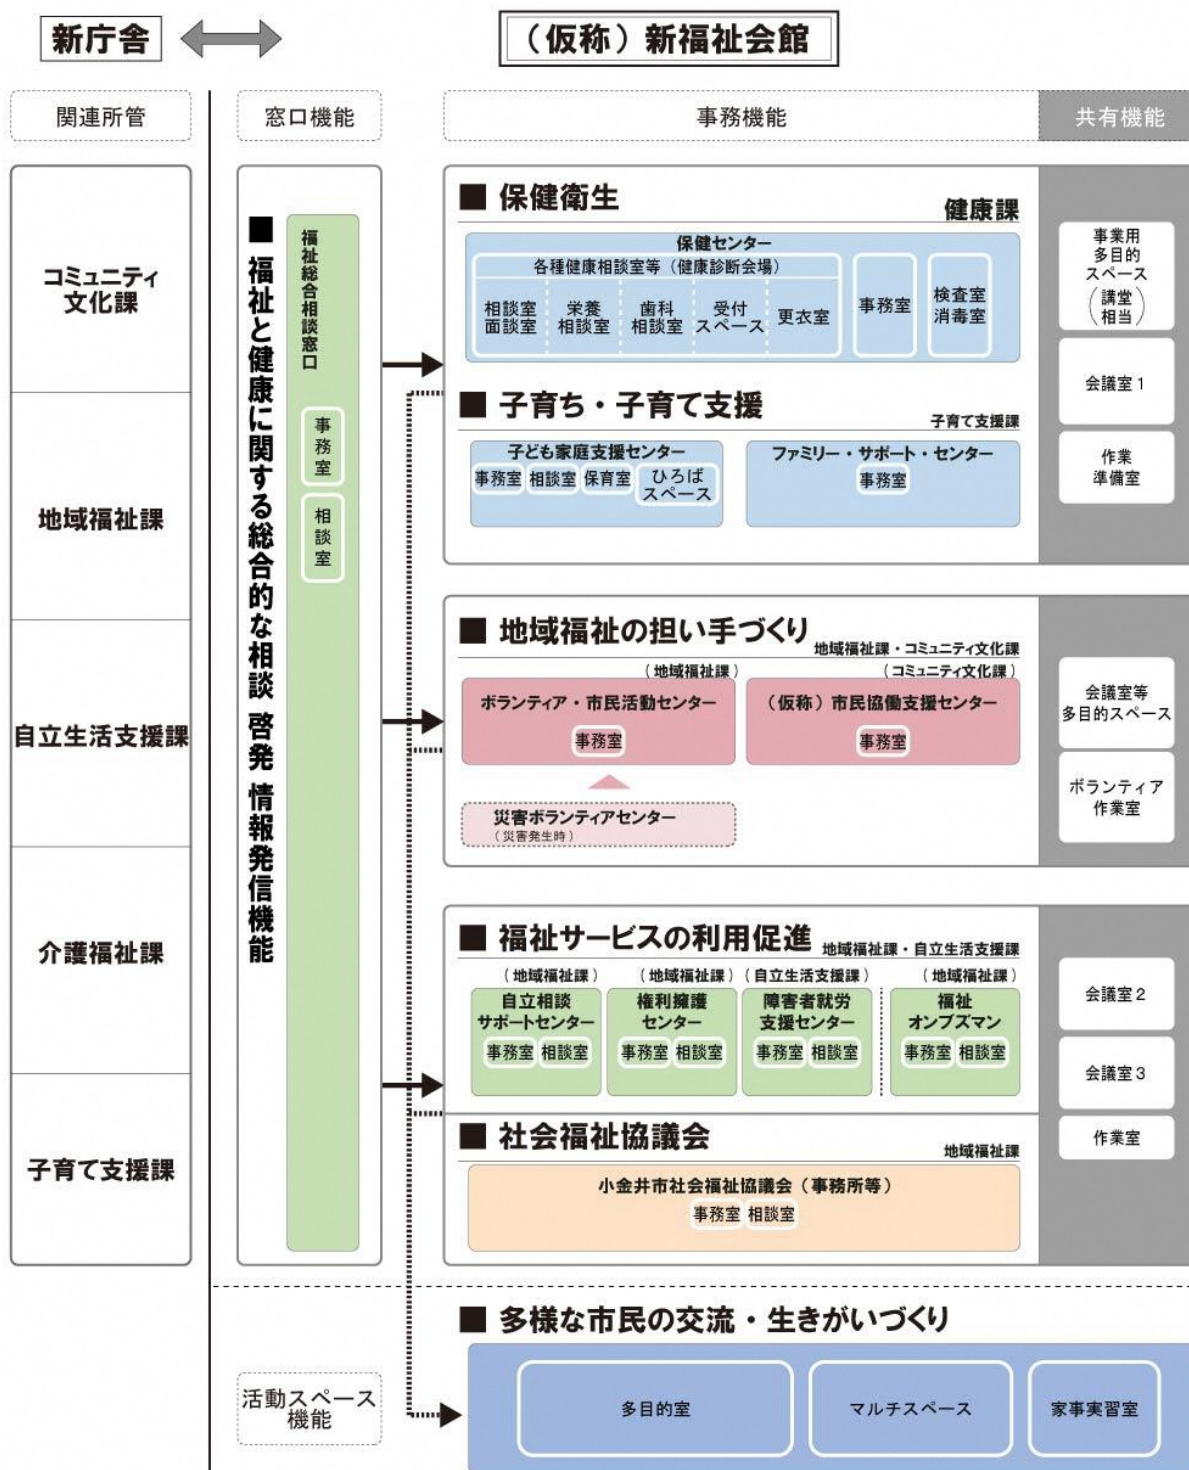 新庁舎
（仮称）新福祉会館
関連所管
窓口機能
事務機能
共有機能
コミュニティ
文化課
地域福祉課
自立生活支援課
介護福祉課
子育て支援課
■ 福祉と健康に関する総合的な相談 啓発 情報発信機能
福祉総合相談窓口
事務室
相談室
■ 保健衛生
健康課
保健センター
各種健康相談室等（健康診断会場）
相談室
面談室
栄養
相談室
歯科
相談室
受付
スペース
更衣室
事務室
検査室
消毒室
■ 子育ち・子育て支援
子育て支援課
子ども家庭支援センター
事務室
相談室
保育室
ひろば
スペース
ファミリー・サポート・センター
事務室
事業用
多目的
スペース
（講堂
相当）
会議室1
作業
準備室
■ 地域福祉の担い手づくり
地域福祉課・コミュニティ文化課
（地域福祉課）
ボランティア・市民活動センター
事務室
（コミュニティ文化課）
（仮称）市民協働支援センター
事務室
災害ボランティアセンター
（災害発生時）
会議室等
多目的スペース
ボランティア
作業室
■ 福祉サービスの利用促進
地域福祉課・自立生活支援課
（地域福祉課）
自立相談
サポートセンター
事務室 相談室
（地域福祉課）
権利擁護
センター
事務室 相談室
（自立生活支援課）
障害者就労
支援センター
事務室 相談室
（地域福祉課）
福祉
オンブズマン
事務室 相談室
■ 社会福祉協議会
地域福祉課
小金井市社会福祉協議会（事務所等）
事務室 相談室
会議室2
会議室3
作業室
■ 多様な市民の交流・生きがいづくり
活動スペース
機能
多目的室
マルチスペース
家事実習室